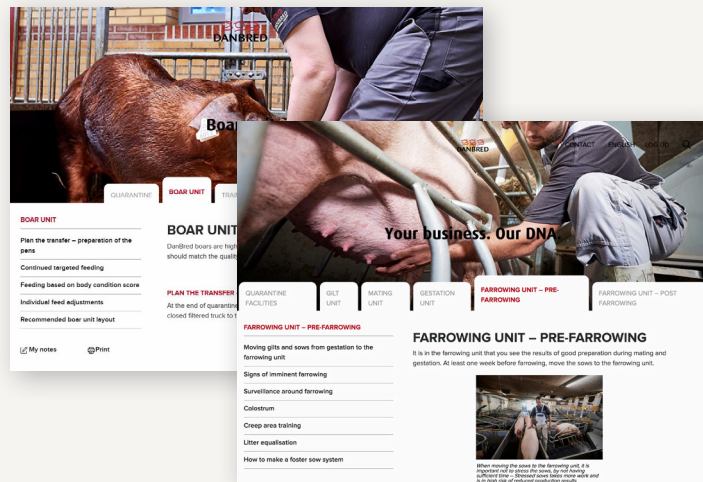 DANBRED
Boar
QUARANTINE
BOAR UNIT
BOAR UNIT
Plan the transfer – preparation of the
pens
Continued targeted feeding
Feeding based on body condition score
Individual feed adjustments
Recommended boar unit layout
My notes
Print
BOAR UNIT
DanBred boars are high
should match the quality
PLAN THE TRANSFER
At the end of quarantine
closed filtered truck to t
DANBRED
CONTACT
ENGLISH
LOG UD
Your business. Our DNA.
QUARANTINE
FACILITIES
GILT
UNIT
MATING
UNIT
GESTATION
UNIT
FARROWING UNIT – PRE-
FARROWING
FARROWING UNIT – POST
FARROWING
FARROWING UNIT – PRE-FARROWING
Moving gilts and sows from gestation to the
farrowing unit
Signs of imminent farrowing
Surveillance around farrowing
Colostrum
Creep area training
Litter equalisation
How to make a foster sow system
FARROWING UNIT – PRE-FARROWING
It is in the farrowing unit that you see the results of good preparation during mating and
gestation. At least one week before farrowing, move the sows to the farrowing unit.
When moving the sows to the farrowing unit, it is
important not to stress the sows, by not having
sufficient time – Stressed sows takes more work and
is in high risk of reduced production results.